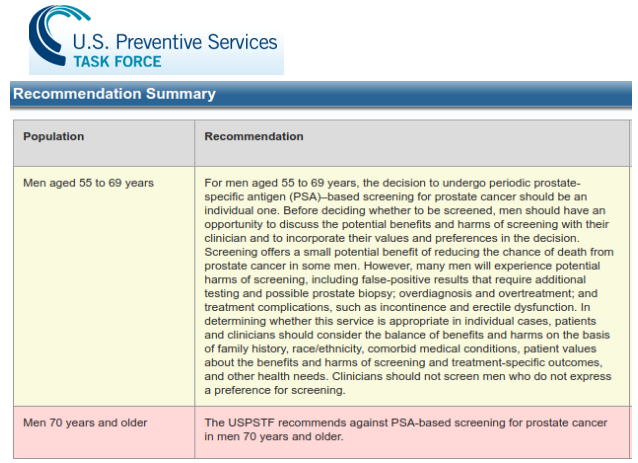 U.S. Preventive Services
TASK FORCE
Recommendation Summary
Population
Recommendation
Men aged 55 to 69 years
For men aged 55 to 69 years, the decision to undergo periodic prostate-
specific antigen (PSA)–based screening for prostate cancer should be an
individual one. Before deciding whether to be screened, men should have an
opportunity to discuss the potential benefits and harms of screening with their
clinician and to incorporate their values and preferences in the decision.
Screening offers a small potential benefit of reducing the chance of death from
prostate cancer in some men. However, many men will experience potential
harms of screening, including false-positive results that require additional
testing and possible prostate biopsy; overdiagnosis and overtreatment; and
treatment complications, such as incontinence and erectile dysfunction. In
determining whether this service is appropriate in individual cases, patients
and clinicians should consider the balance of benefits and harms on the basis
of family history, race/ethnicity, comorbid medical conditions, patient values
about the benefits and harms of screening and treatment-specific outcomes,
and other health needs. Clinicians should not screen men who do not express
a preference for screening.
Men 70 years and older
The USPSTF recommends against PSA-based screening for prostate cancer
in men 70 years and older.